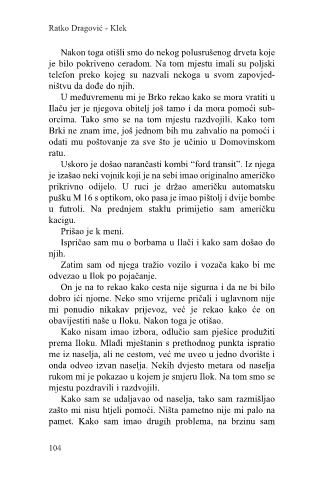 Ratko Dragović - Klek
Nakon toga otišli smo do nekog polusrušenog drveta koje
je bilo pokriveno ceradom. Na tom mjestu imali su poljski
telefon preko kojeg su nazvali nekoga u svom zapovjed-
ništvu da dođe do njih.
U međuvremenu mi je Brko rekao kako se mora vratiti u
Ilaču jer je njegova obitelj još tamo i da mora pomoći sub-
orcima. Tako smo se na tom mjestu razdvojili. Kako tom
Brki ne znam ime, još jednom bih mu zahvalio na pomoći i
odati mu poštovanje za sve što je učinio u Domovinskom
ratu.
Uskoro je došao narančasti kombi “ford transit”. Iz njega
je izašao neki vojnik koji je na sebi imao originalno američko
prikrivno odijelo. U ruci je držao američku automatsku
pušku M 16 s optikom, oko pasa je imao pištolj i dvije bombe
u futroli. Na prednjem staklu primijetio sam američku
kacigu.
Prišao je k meni.
Ispričao sam mu o borbama u Ilači i kako sam došao do
njih.
Zatim sam od njega tražio vozilo i vozača kako bi me
odvezao u Ilok po pojačanje.
On je na to rekao kako cesta nije sigurna i da ne bi bilo
dobro ići njome. Neko smo vrijeme pričali i uglavnom nije
mi ponudio nikakav prijevoz, već je rekao kako će on
obavijestiti naše u Iloku. Nakon toga je otišao.
Kako nisam imao izbora, odlučio sam pješice produžiti
prema Iloku. Mlađi mještanin s prethodnog punkta ispratio
me iz naselja, ali ne cestom, već me uveo u jedno dvorište i
onda odveo izvan naselja. Nekih dvjesto metara od naselja
rukom mi je pokazao u kojem je smjeru Ilok. Na tom smo se
mjestu pozdravili i razdvojili.
Kako sam se udaljavao od naselja, tako sam razmišljao
zašto mi nisu htjeli pomoći. Ništa pametno nije mi palo na
pamet. Kako sam imao drugih problema, na brzinu sam
104